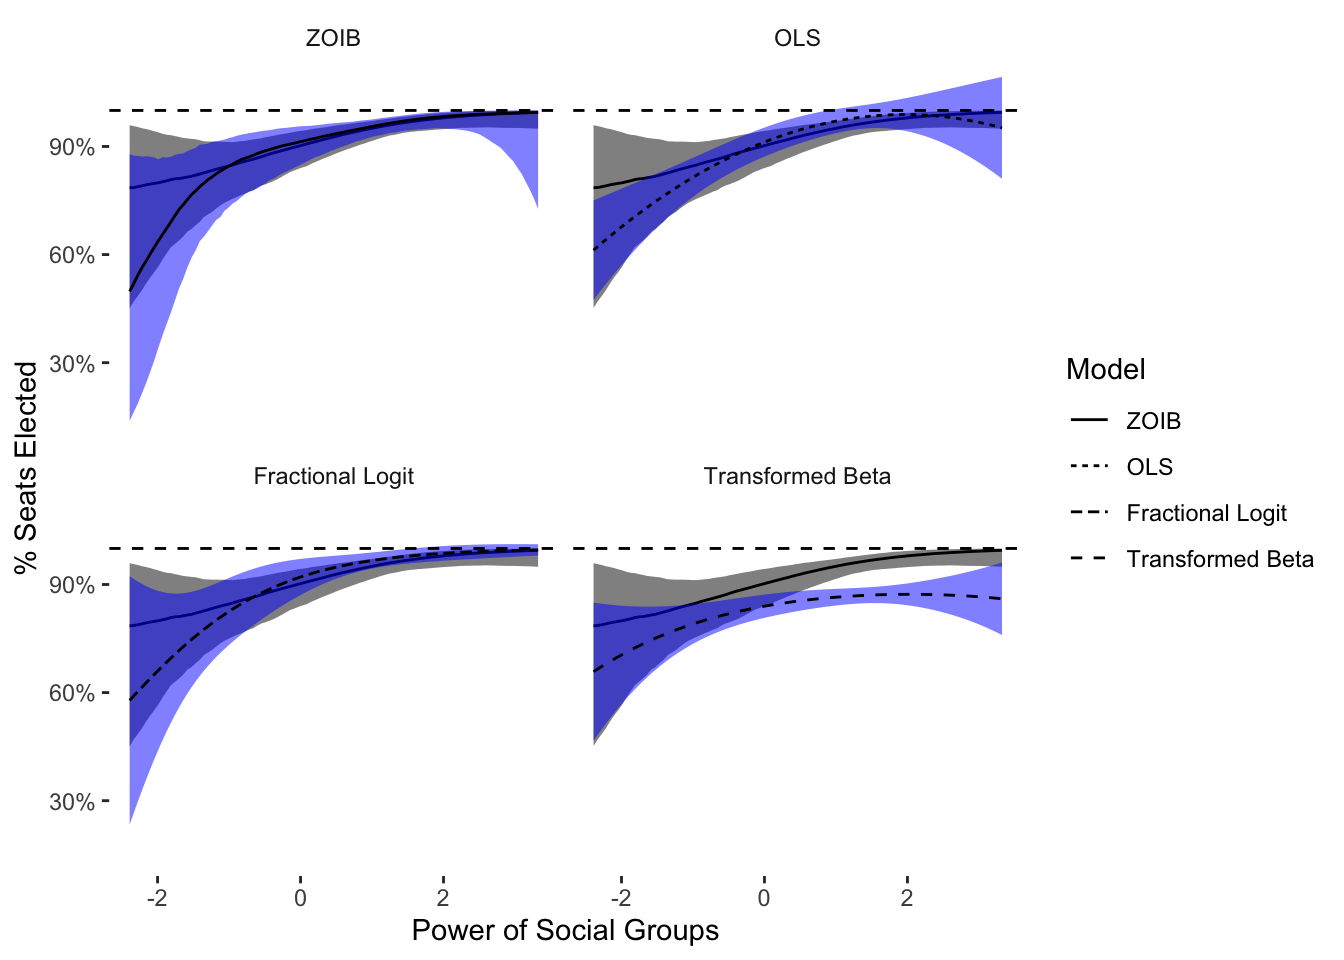 ZOIB
OLS
90%
60%
30%
Fractional Logit
Transformed Beta
90%
60%
30%
-2
0
2
-2
0
2
Power of Social Groups
% Seats Elected
Model
ZOIB
OLS
Fractional Logit
Transformed Beta